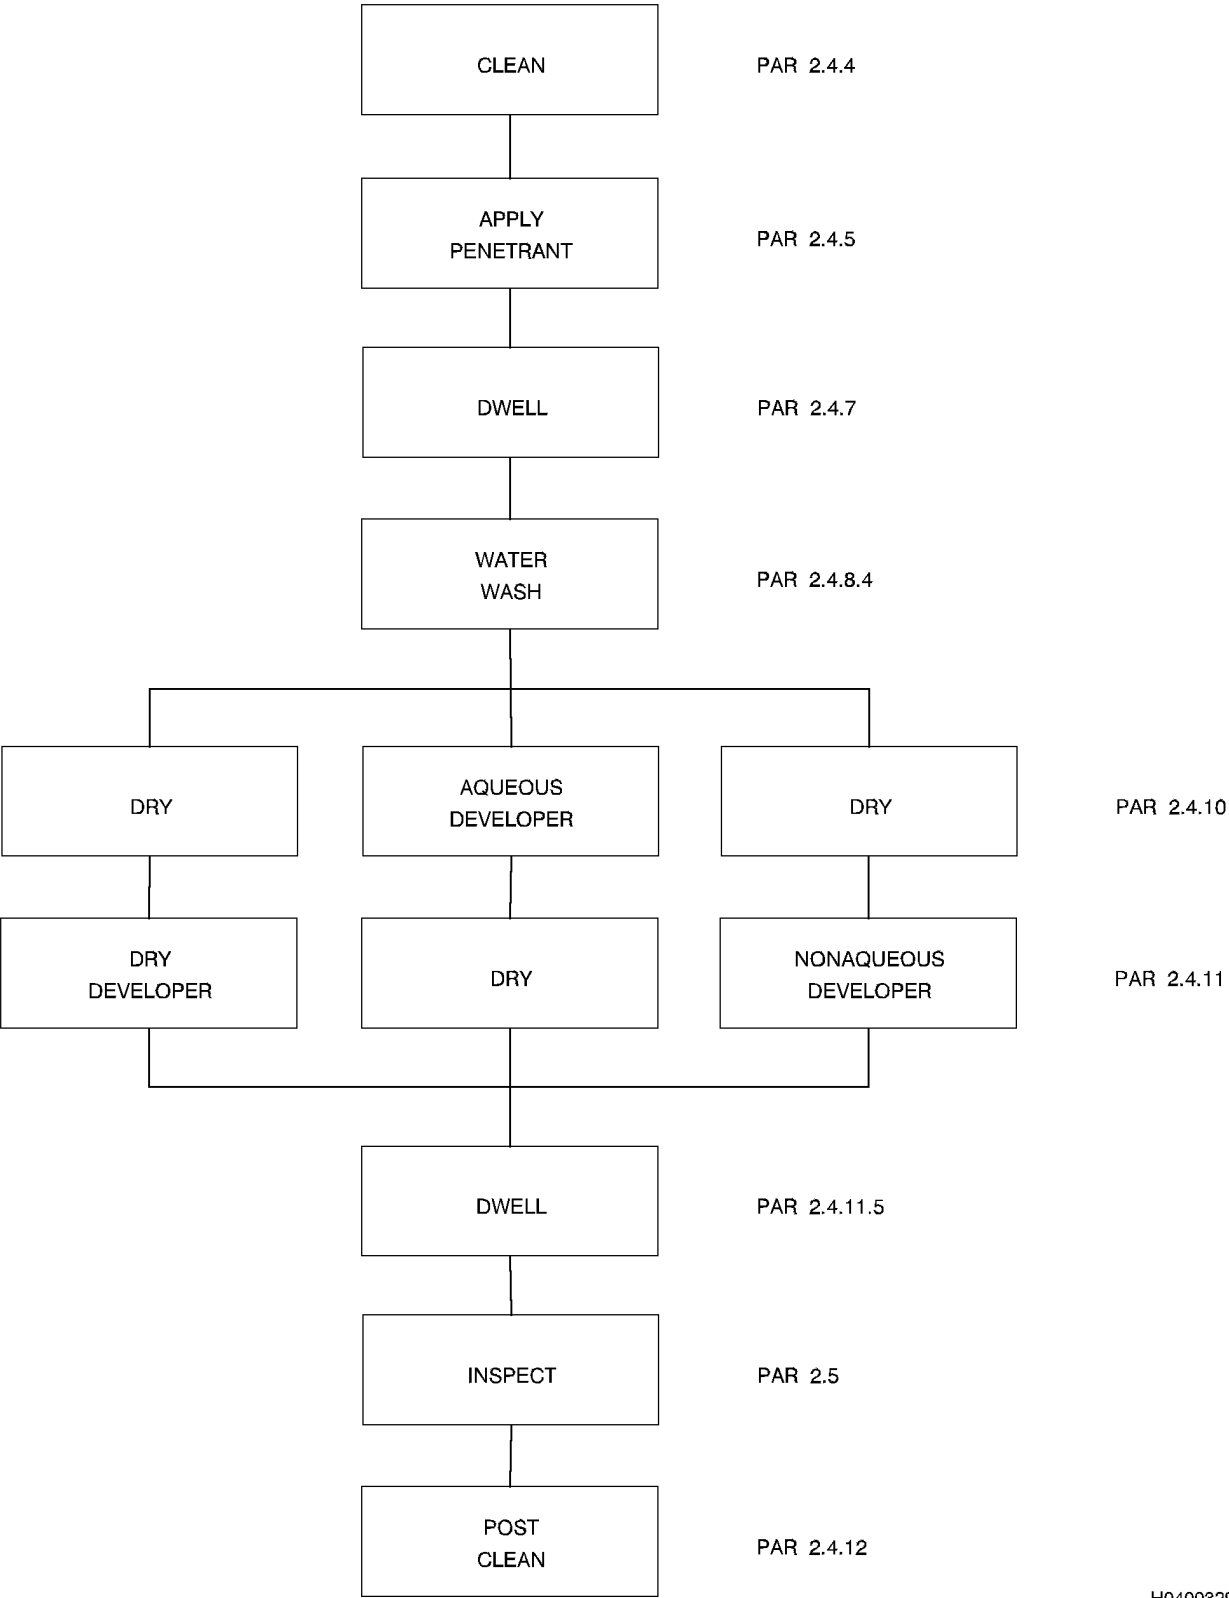 CLEAN
PAR 2.4.4
APPLY
PENETRANT
PAR 2.4.5
DWELL
PAR 2.4.7
WATER
WASH
PAR 2.4.8.4
DRY
AQUEOUS
DEVELOPER
DRY
PAR 2.4.10
DRY
DEVELOPER
DRY
NONAQUEOUS
DEVELOPER
PAR 2.4.11
DWELL
PAR 2.4.11.5
INSPECT
PAR 2.5
POST
CLEAN
PAR 2.4.12